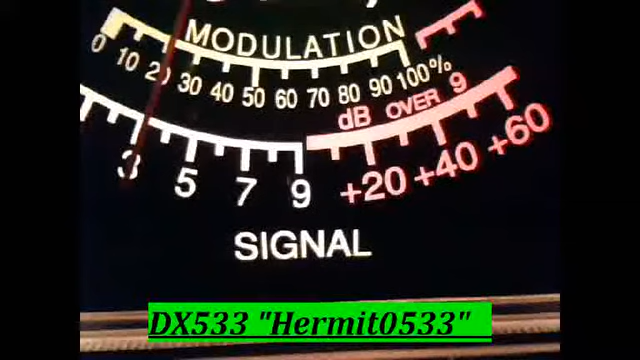 MODULATION
0 10 20 30 40 50 60 70 80 90 100%
dB OVER 9
3 5 7 9 +20 +40 +60
SIGNAL
DX533 "Hermit0533"